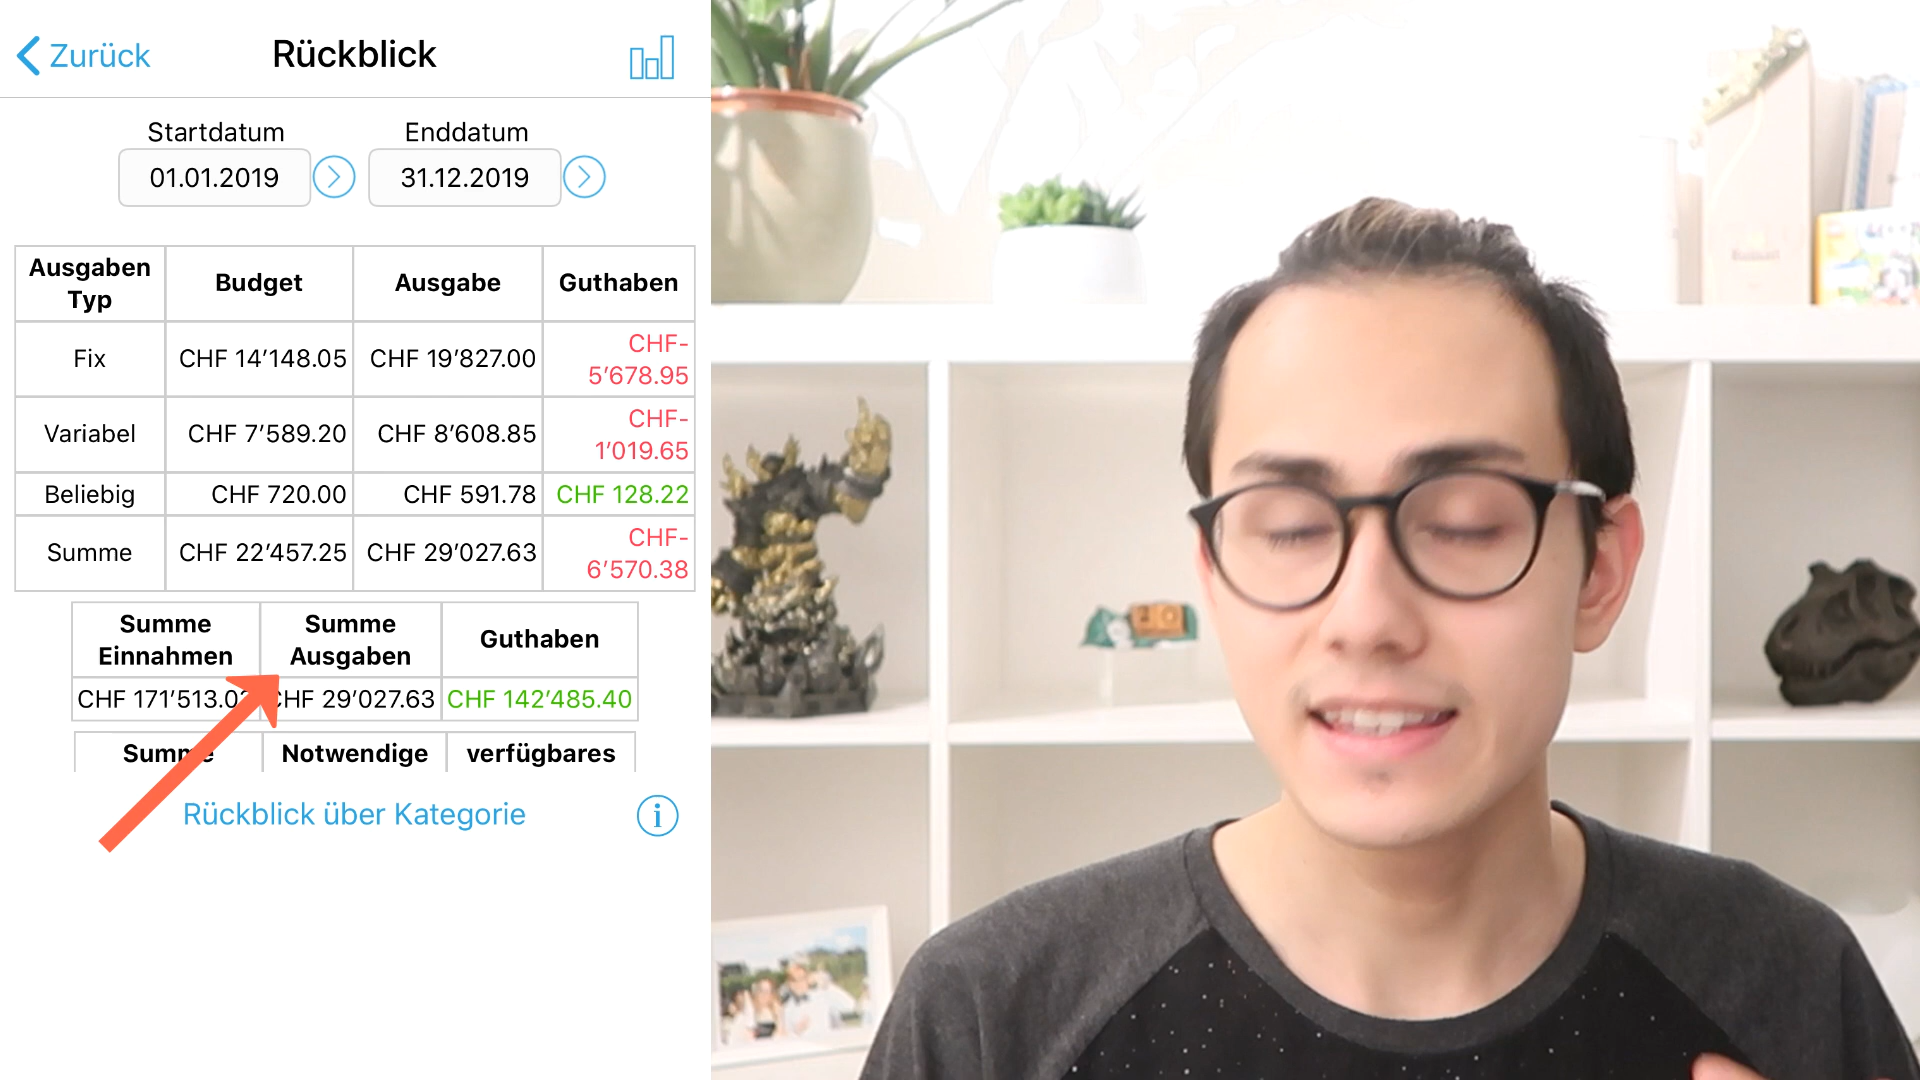 Zurück
Rückblick
Startdatum
Enddatum
01.01.2019
31.12.2019
Ausgaben Typ
Budget
Ausgabe
Guthaben
Fix
CHF 14’148.05
CHF 19’827.00
CHF-
5’678.95
Variabel
CHF 7’589.20
CHF 8’608.85
CHF-
1’019.65
Beliebig
CHF 720.00
CHF 591.78
CHF 128.22
Summe
CHF 22’457.25
CHF 29’027.63
CHF-
6’570.38
Summe
Einnahmen
Summe
Ausgaben
Guthaben
CHF 171’513.0
CHF 29’027.63
CHF 142’485.40
Summe
Notwendige
verfügbares
Rückblick über Kategorie
i